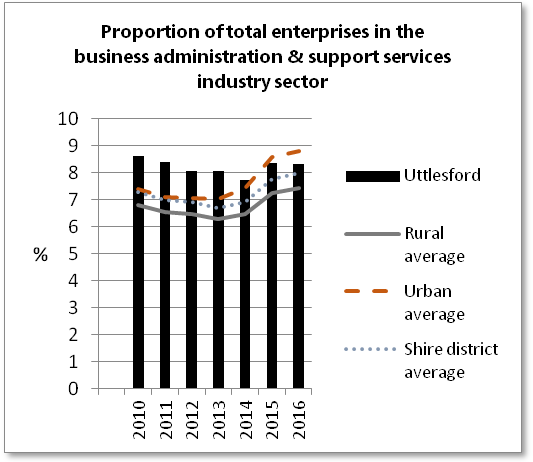 Proportion of total enterprises in the
business administration & support services
industry sector
10
9
8
7
6
5
4
3
2
1
0
%
2010
2011
2012
2013
2014
2015
2016
Uttlesford
Rural
average
Urban
average
Shire district
average